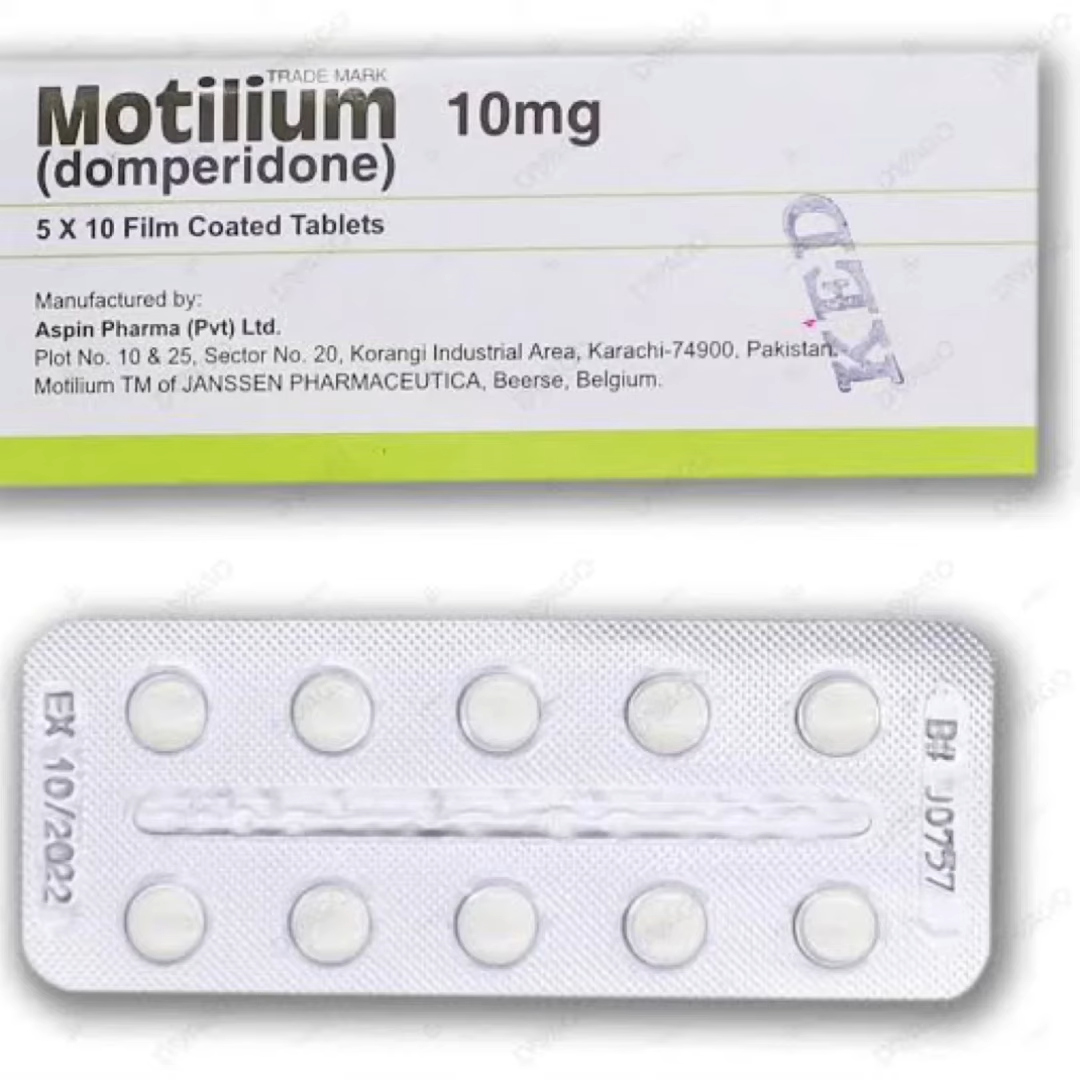 TRADE MARK
Motilium 10mg
(domperidone)
5 X 10 Film Coated Tablets
KED
Manufactured by:
Aspin Pharma (Pvt) Ltd.
Plot No. 10 & 25, Sector No. 20, Korangi Industrial Area, Karachi-74900, Pakistan.
Motilium TM of JANSSEN PHARMACEUTICA, Beerse, Belgium.
EX 10/2022
B# J0757